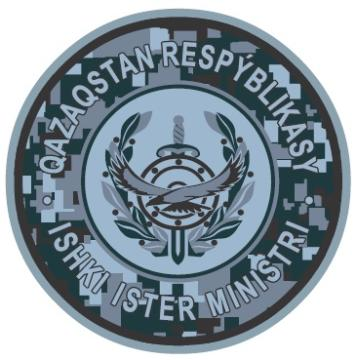 QAZAQSTAN RESPÝBLIKASY
ISHKI ISTER MINISTRI